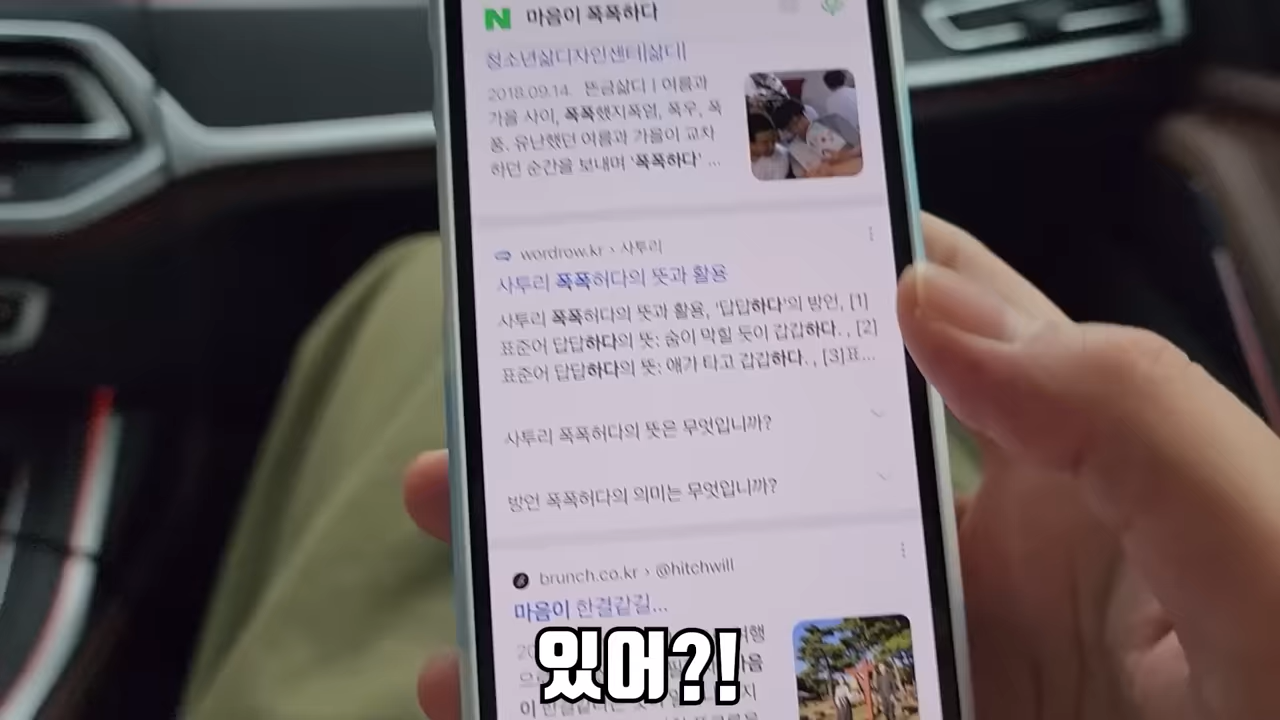 N 마음이 폭폭하다
청소년삶디자인센터|삶디|
2018.09.14. 뜬금삶디 | 여름과
가을 사이, 폭폭했지폭염, 폭우, 폭
풍. 유난했던 여름과 가을이 교차
하던 순간을 보내며 '폭폭하다' ...
wordrow.kr › 사투리
사투리 폭폭허다의 뜻과 활용
사투리 폭폭허다의 뜻과 활용, '답답하다'의 방언, [1]
표준어 답답하다의 뜻: 숨이 막힐 듯이 갑갑하다. , [2]
표준어 답답하다의 뜻: 애가 타고 갑갑하다. , [3]표...
사투리 폭폭허다의 뜻은 무엇입니까?
방언 폭폭허다의 의미는 무엇입니까?
brunch.co.kr › @hitchwill
마음이 한결같길...
있어?!